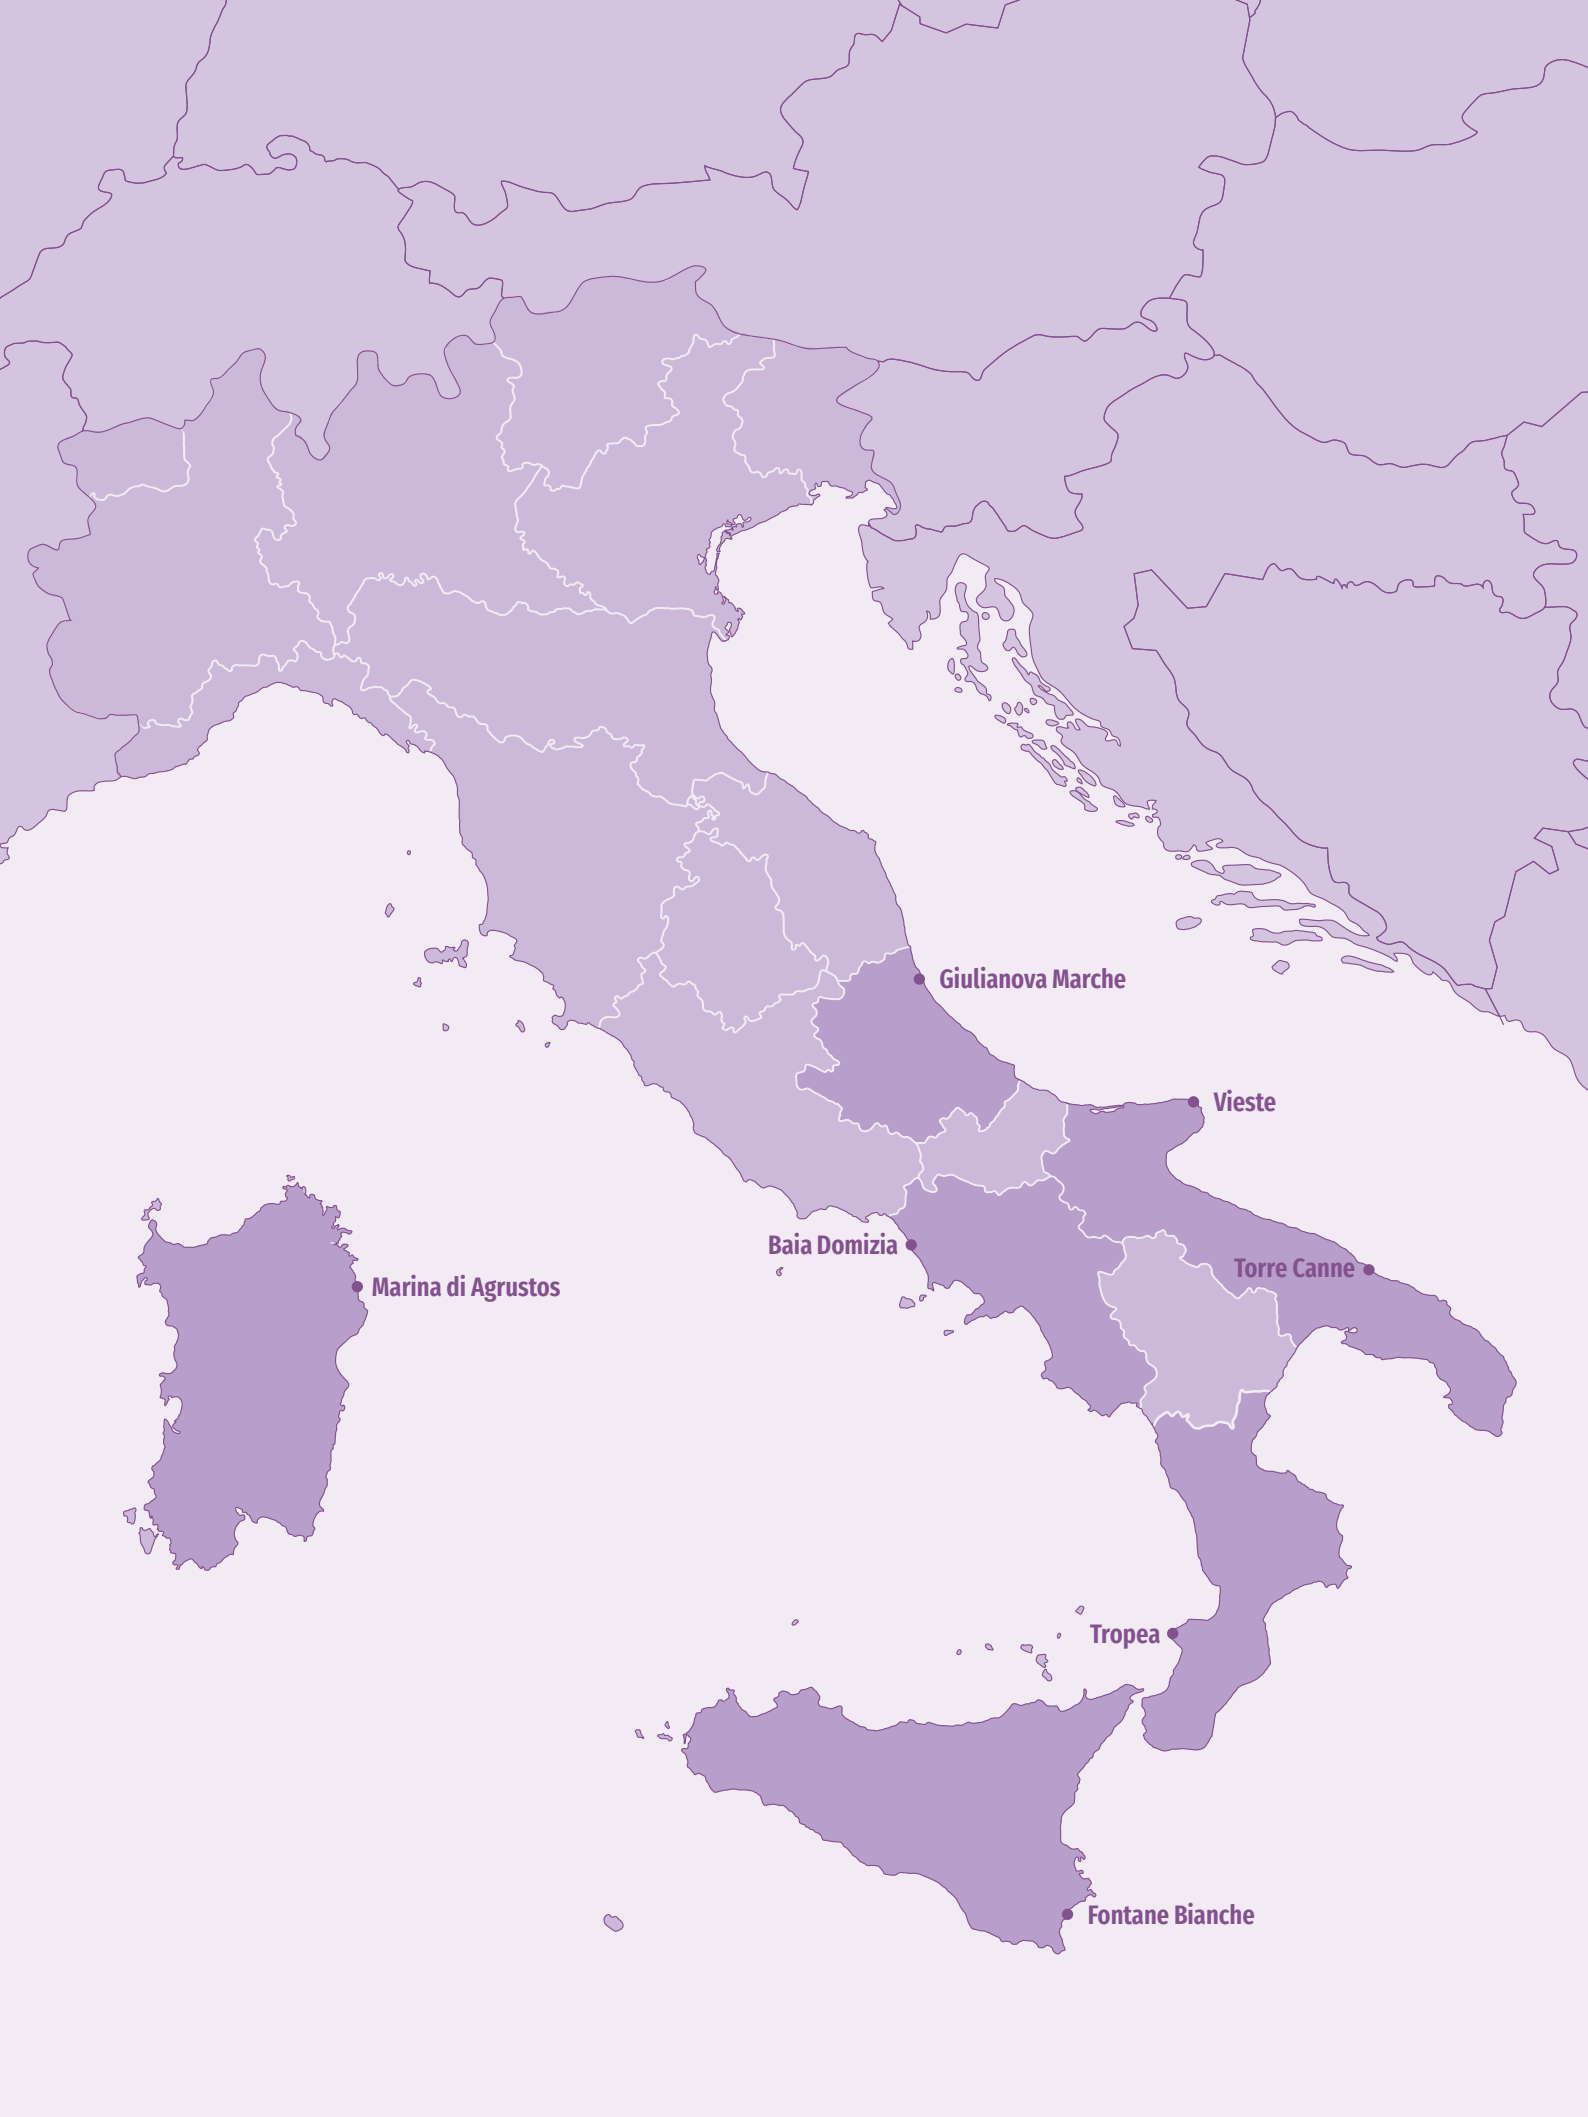 Giulianova Marche
Vieste
Baia Domizia
Torre Canne
Marina di Agrustos
Tropea
Fontane Bianche